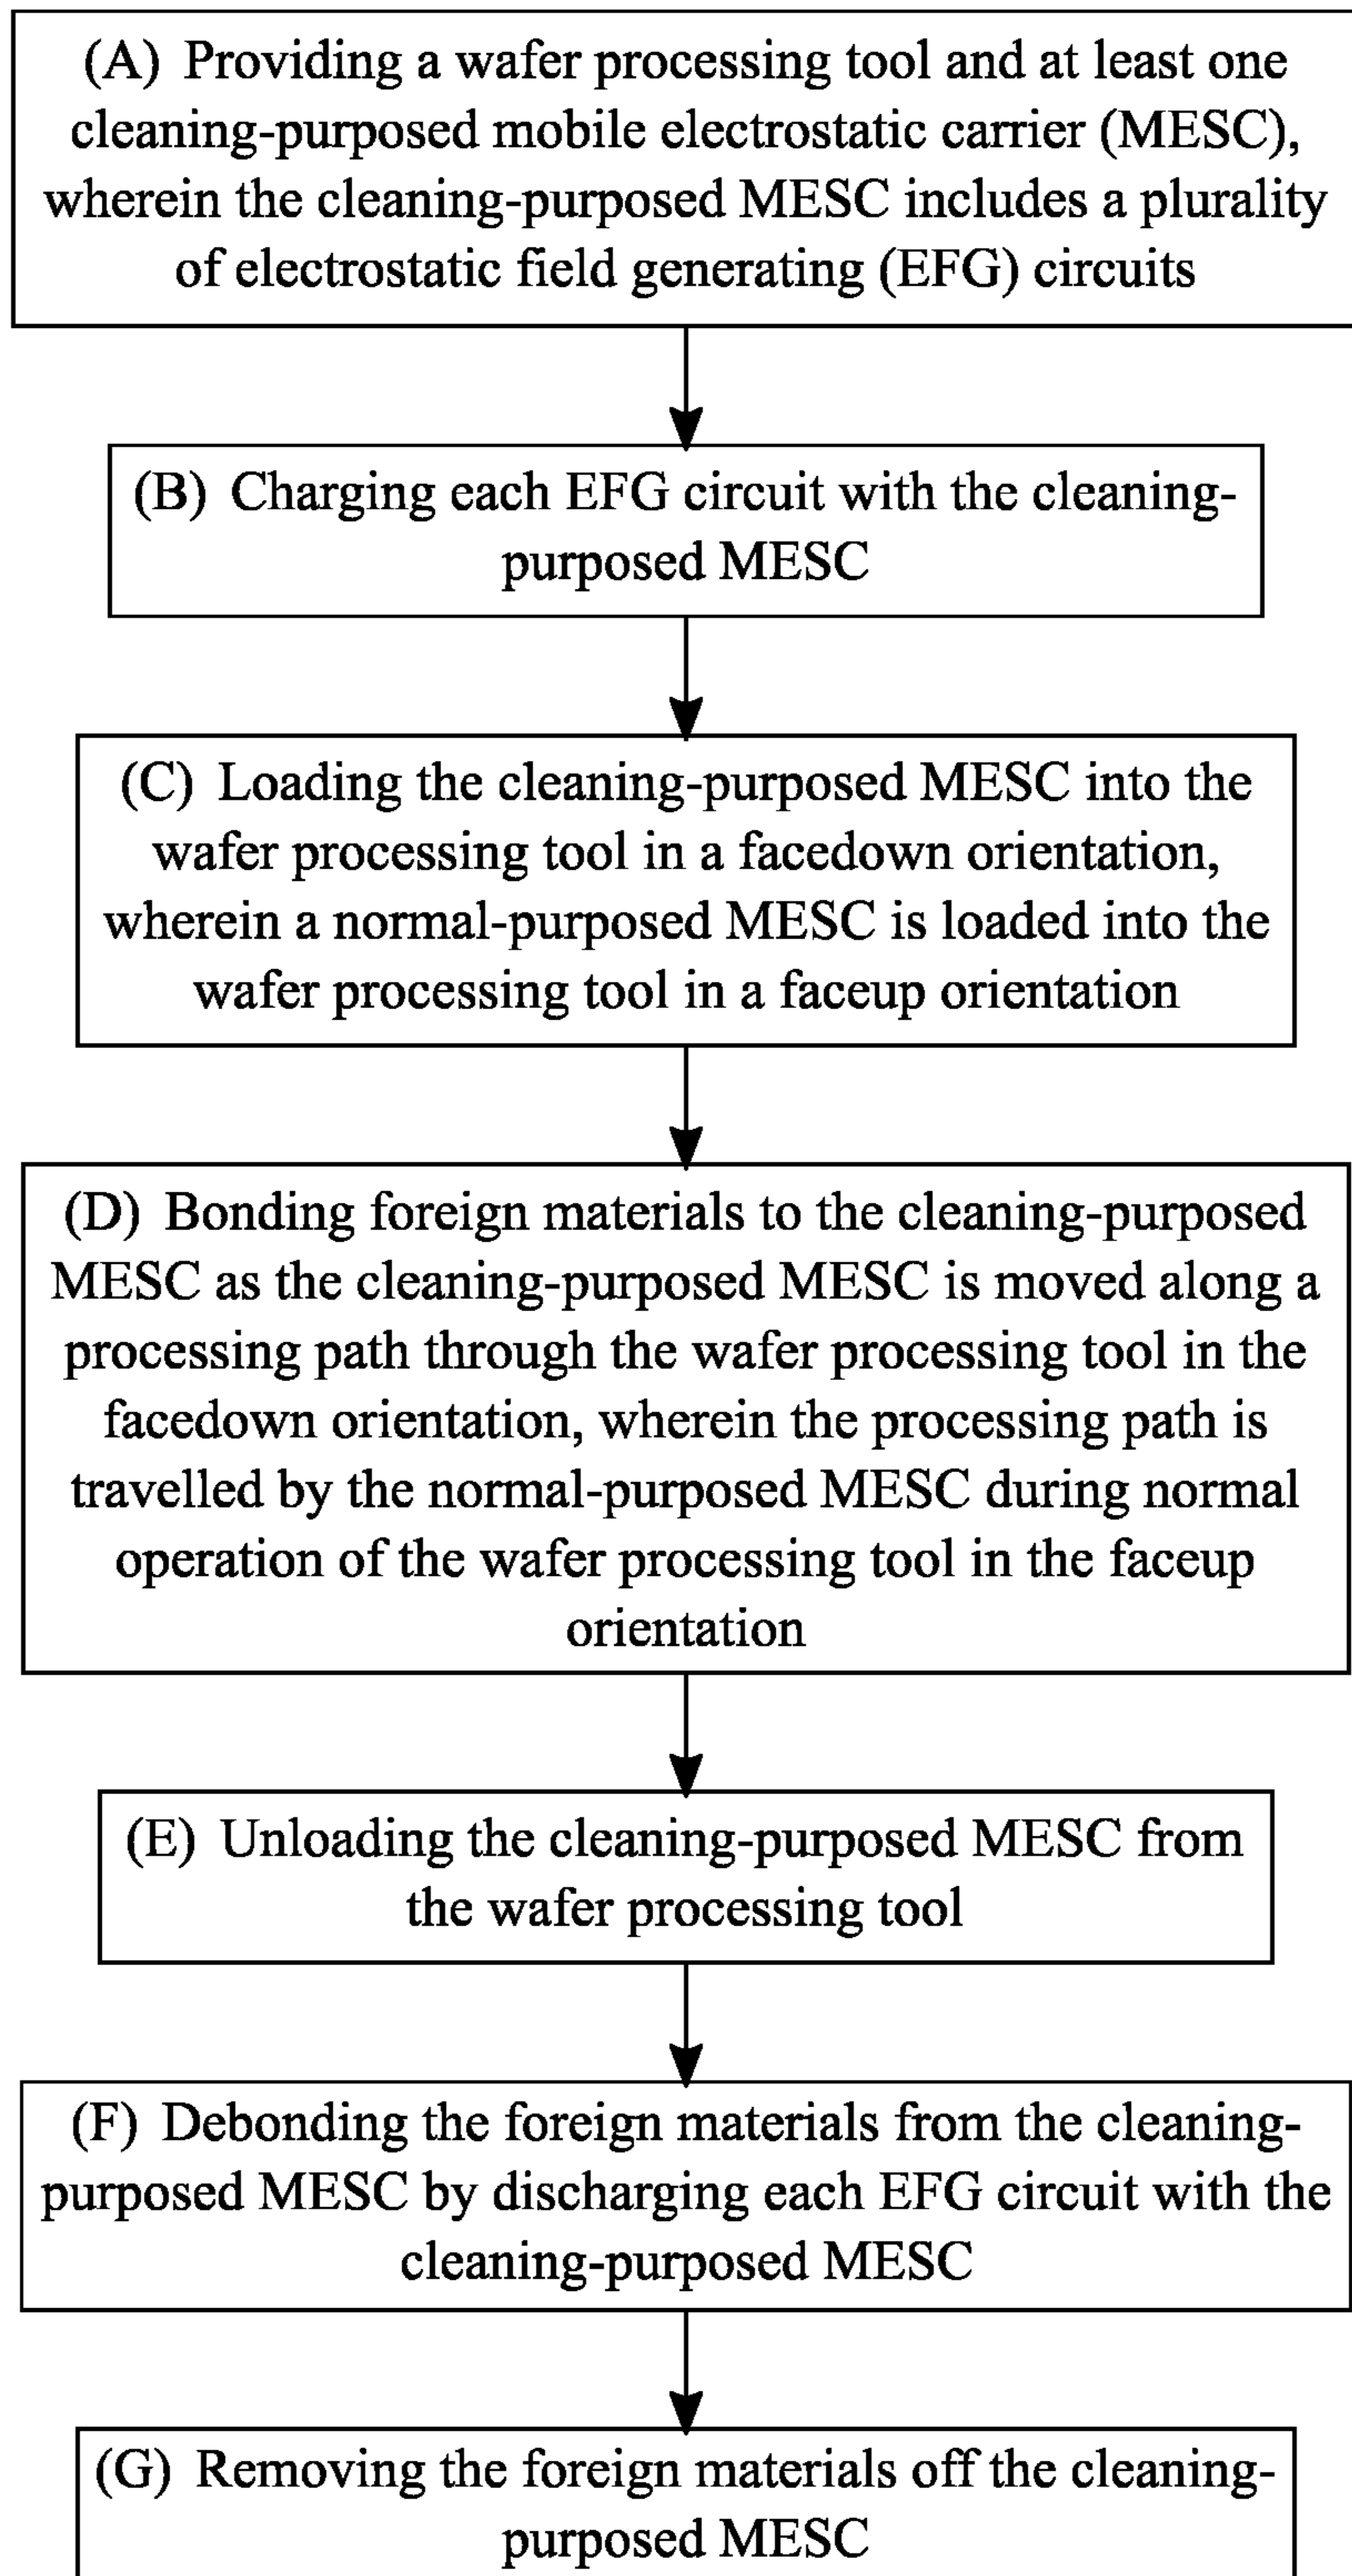 (A) Providing a wafer processing tool and at least one
cleaning-purposed mobile electrostatic carrier (MESC),
wherein the cleaning-purposed MESC includes a plurality
of electrostatic field generating (EFG) circuits
(B) Charging each EFG circuit with the cleaning-
purposed MESC
(C) Loading the cleaning-purposed MESC into the
wafer processing tool in a facedown orientation,
wherein a normal-purposed MESC is loaded into the
wafer processing tool in a faceup orientation
(D) Bonding foreign materials to the cleaning-purposed
MESC as the cleaning-purposed MESC is moved along a
processing path through the wafer processing tool in the
facedown orientation, wherein the processing path is
travelled by the normal-purposed MESC during normal
operation of the wafer processing tool in the faceup
orientation
(E) Unloading the cleaning-purposed MESC from
the wafer processing tool
(F) Debonding the foreign materials from the cleaning-
purposed MESC by discharging each EFG circuit with the
cleaning-purposed MESC
(G) Removing the foreign materials off the cleaning-
purposed MESC